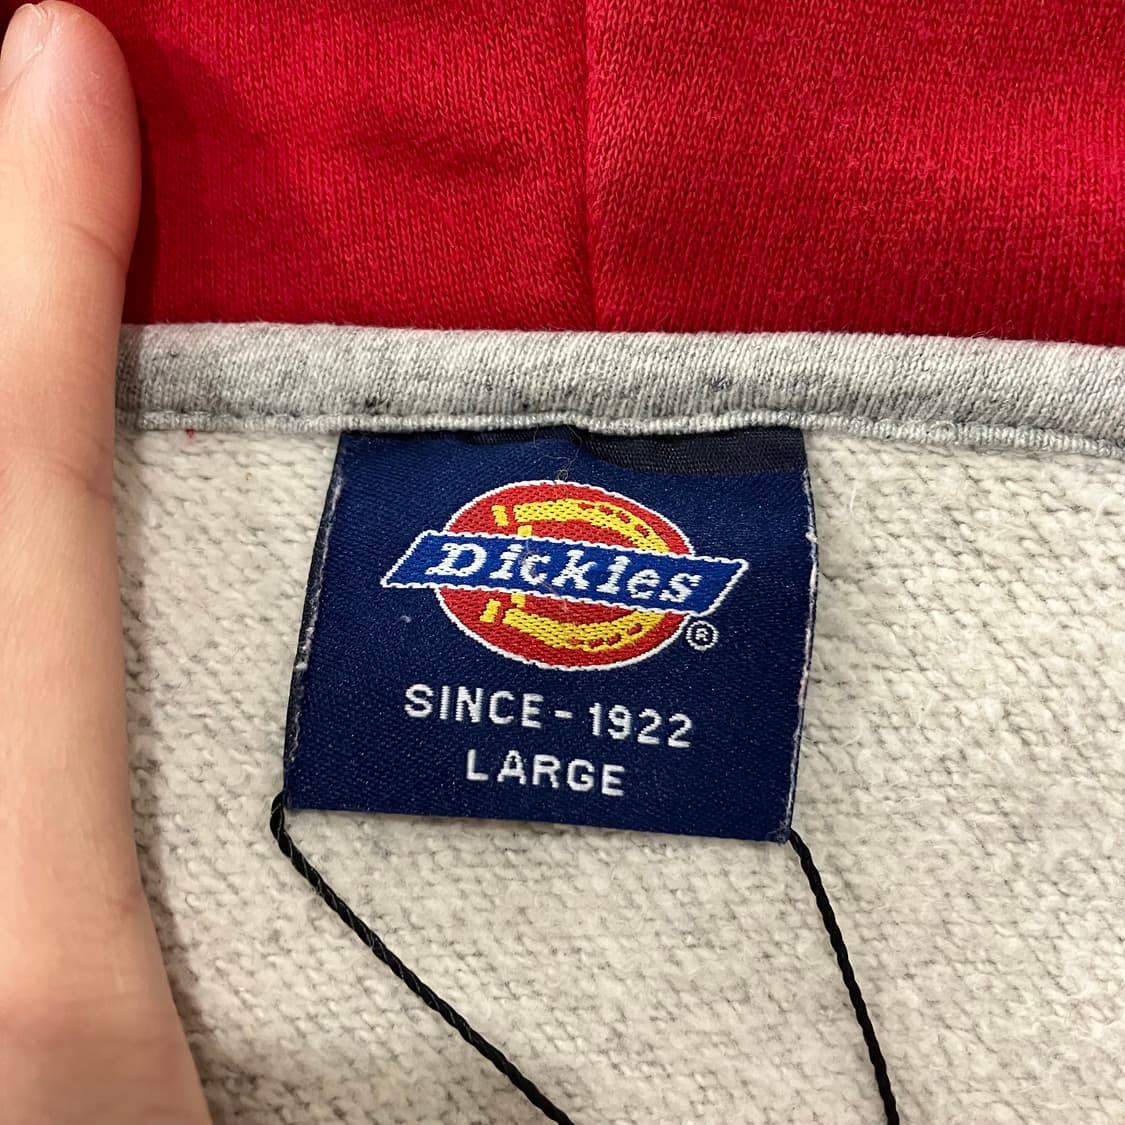 Dickies
®
SINCE - 1922
LARGE